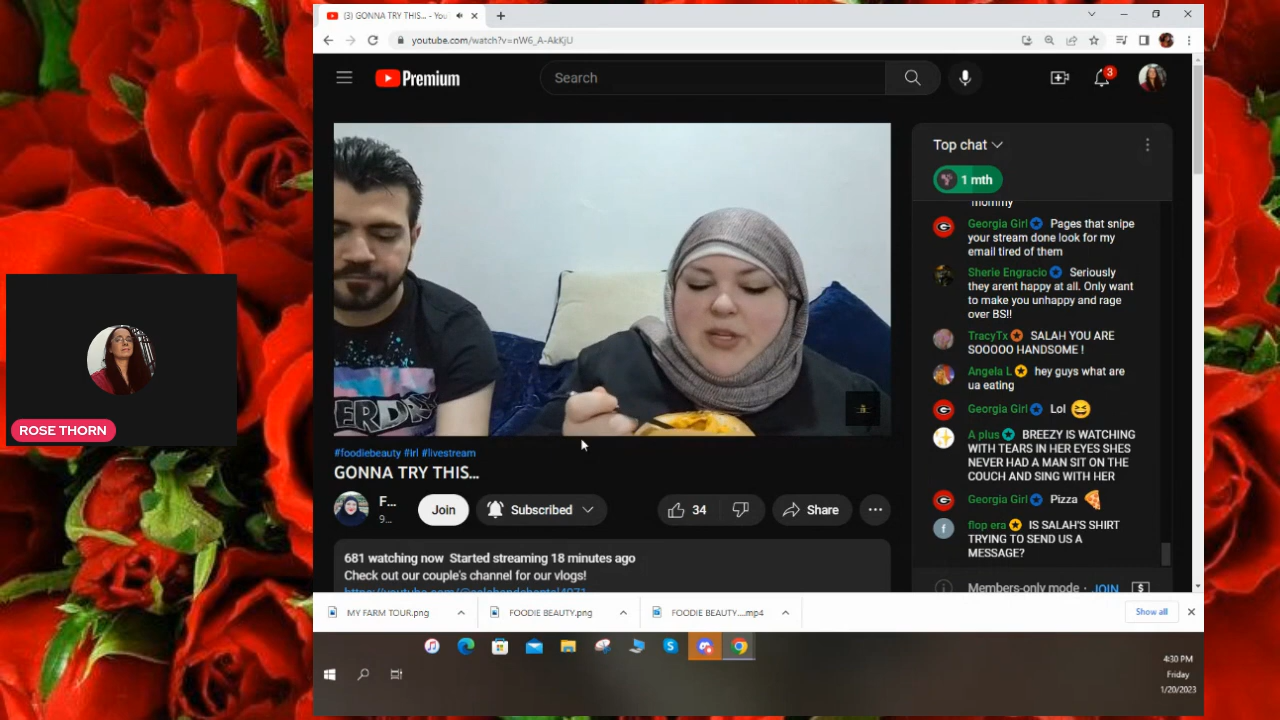 (3) GONNA TRY THIS... - You
youtube.com/watch?v=nW6_A-AkKjU
Premium
Search
3
Top chat
1 mth
mommy
Georgia Girl Pages that snipe
your stream done look for my
email tired of them
Sherie Engracio Seriously
they arent happy at all. Only want
to make you unhappy and rage
over BS!!
TracyTx SALAH YOU ARE
SOOOOO HANDSOME !
Angela L hey guys what are
ua eating
Georgia Girl Lol
A plus BREEZY IS WATCHING
WITH TEARS IN HER EYES SHES
NEVER HAD A MAN SIT ON THE
COUCH AND SING WITH HER
Georgia Girl Pizza
flop era IS SALAH'S SHIRT
TRYING TO SEND US A
MESSAGE?
Members-only mode · JOIN
ERD
ROSE THORN
#foodiebeauty #irl #livestream
GONNA TRY THIS...
F...
9...
Join
Subscribed
34
Share
681 watching now Started streaming 18 minutes ago
Check out our couple's channel for our vlogs!
MY FARM TOUR.png
FOODIE BEAUTY.png
FOODIE BEAUTY....mp4
Show all
4:30 PM
Friday
1/20/2023